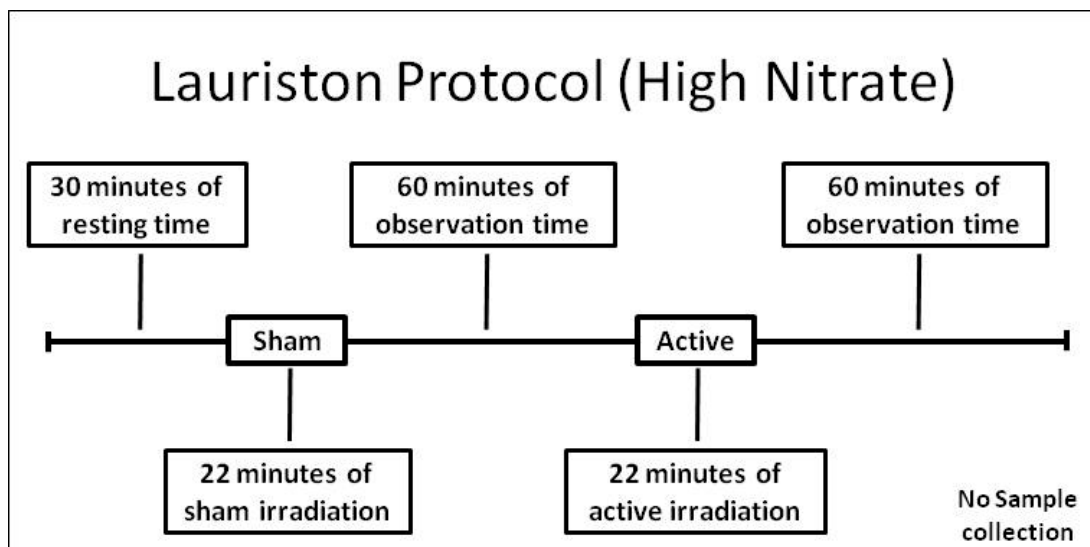 Lauriston Protocol (High Nitrate)
30 minutes of
resting time
60 minutes of
observation time
60 minutes of
observation time
Sham
Active
22 minutes of
sham irradiation
22 minutes of
active irradiation
No Sample
collection